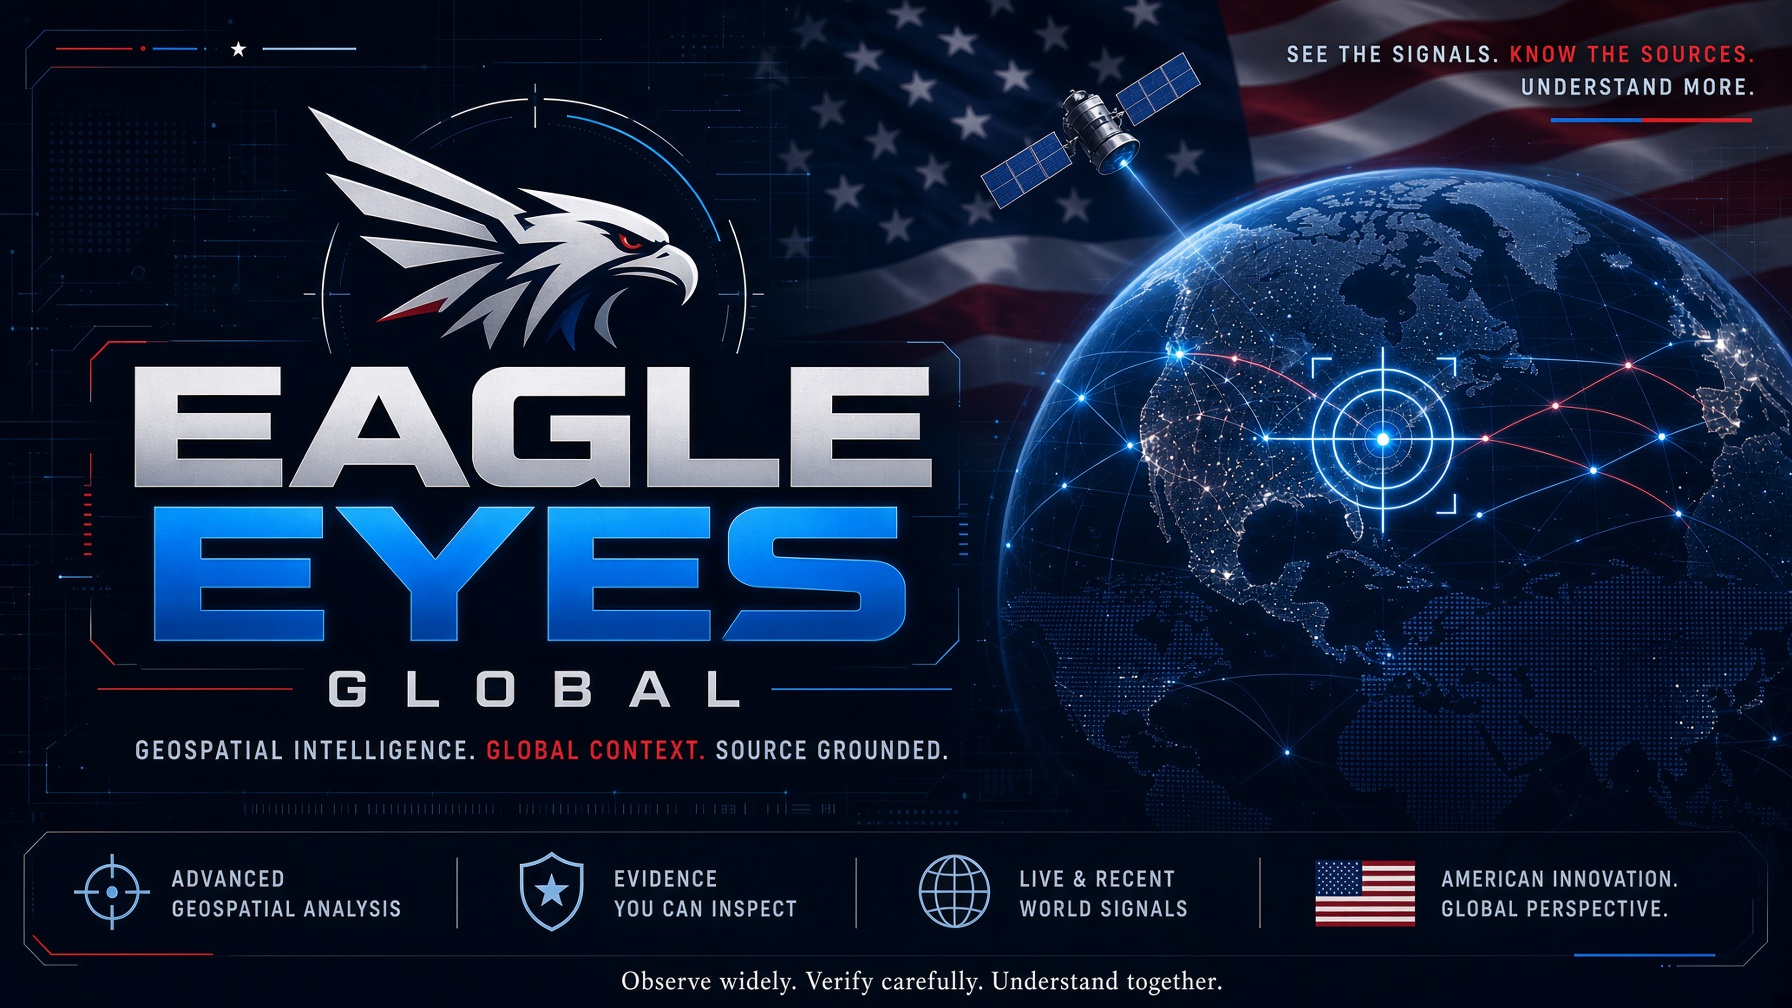 SEE THE SIGNALS. KNOW THE SOURCES.
UNDERSTAND MORE.
EAGLE
EYES
GLOBAL
GEOSPATIAL INTELLIGENCE. GLOBAL CONTEXT. SOURCE GROUNDED.
ADVANCED
GEOSPATIAL ANALYSIS
EVIDENCE
YOU CAN INSPECT
LIVE & RECENT
WORLD SIGNALS
AMERICAN INNOVATION.
GLOBAL PERSPECTIVE.
Observe widely. Verify carefully. Understand together.